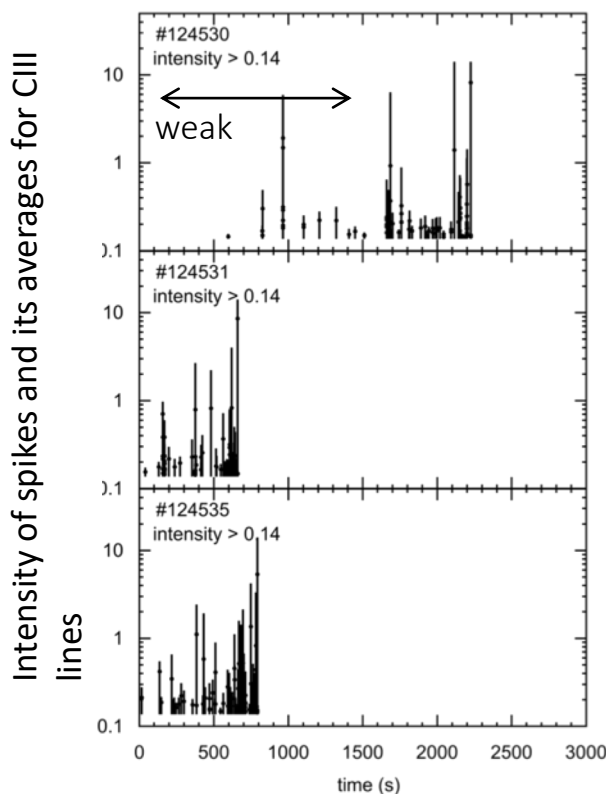 Intensity of spikes and its averages for CIII
lines
#124530
intensity > 0.14
weak
10
1
0.1
#124531
intensity > 0.14
10
1
0.1
#124535
intensity > 0.14
10
1
0.1
0 500 1000 1500 2000 2500 3000
time (s)